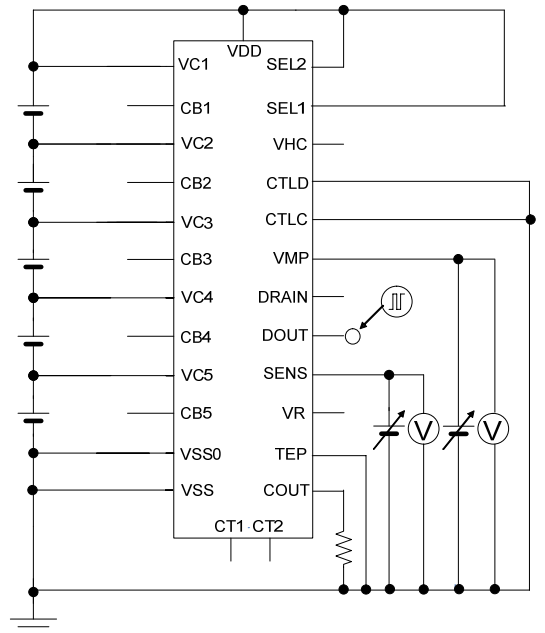 VDD
VC1 SEL2
CB1 SEL1
VC2 VHC
CB2 CTLD
VC3 CTLC
CB3 VMP
VC4 DRAIN
CB4 DOUT
VC5 SENS
CB5 VR
VSS0 TEP
VSS COUT
CT1 CT2
V V